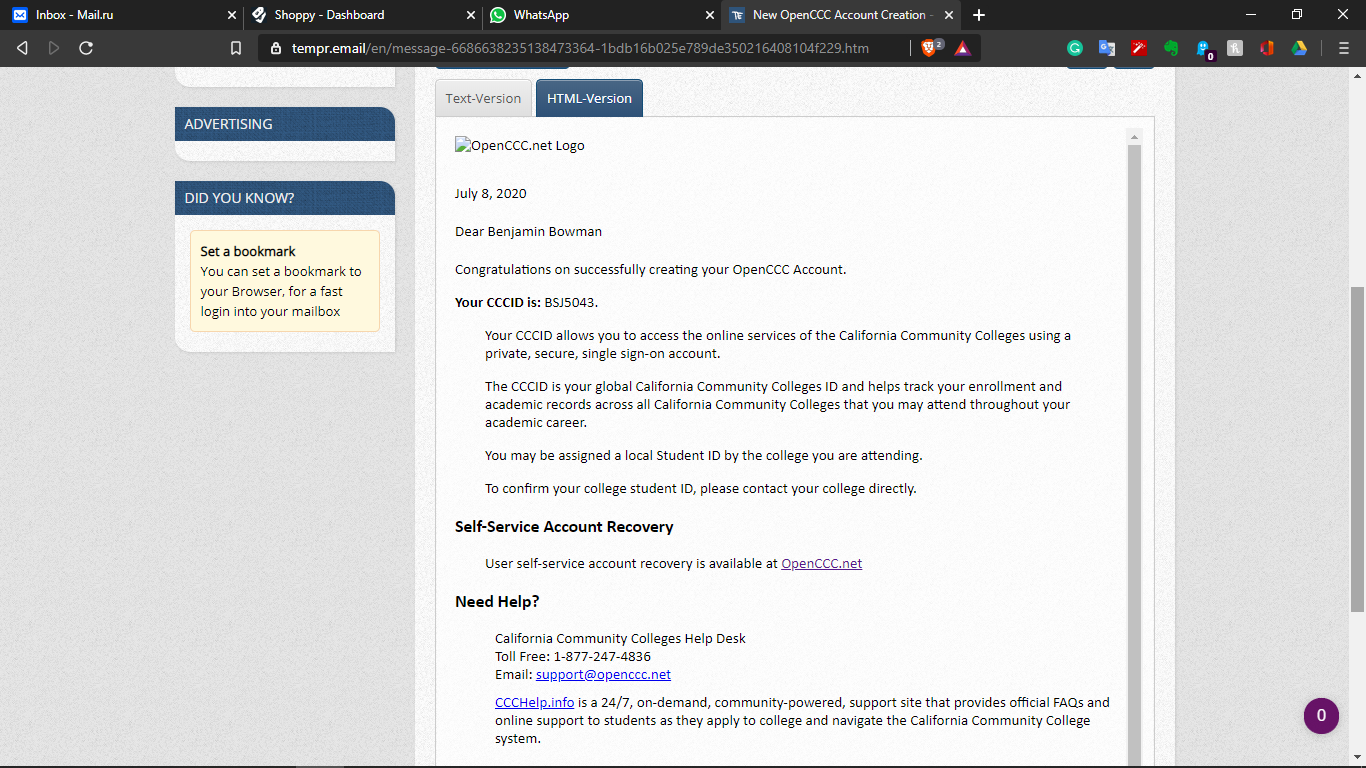 Inbox - Mail.ru
Shoppy - Dashboard
WhatsApp
New OpenCCC Account Creation -
tempr.email/en/message-6686638235138473364-1bdb16b025e789de350216408104f229.htm
2
0
ADVERTISING
DID YOU KNOW?
Set a bookmark
You can set a bookmark to
your Browser, for a fast
login into your mailbox
Text-Version
HTML-Version
OpenCCC.net Logo
July 8, 2020
Dear Benjamin Bowman
Congratulations on successfully creating your OpenCCC Account.
Your CCCID is: BSJ5043.
Your CCCID allows you to access the online services of the California Community Colleges using a
private, secure, single sign-on account.
The CCCID is your global California Community Colleges ID and helps track your enrollment and
academic records across all California Community Colleges that you may attend throughout your
academic career.
You may be assigned a local Student ID by the college you are attending.
To confirm your college student ID, please contact your college directly.
Self-Service Account Recovery
User self-service account recovery is available at OpenCCC.net
Need Help?
California Community Colleges Help Desk
Toll Free: 1-877-247-4836
Email: support@openccc.net
CCCHelp.info is a 24/7, on-demand, community-powered, support site that provides official FAQs and
online support to students as they apply to college and navigate the California Community College
system.
0